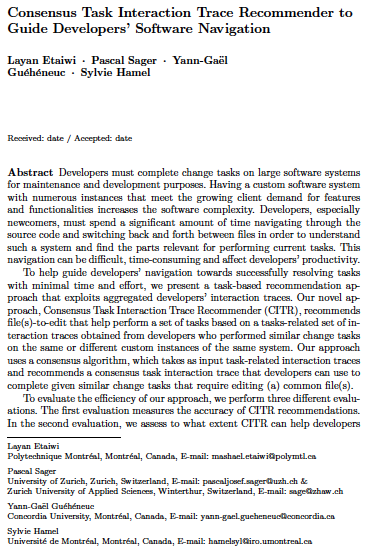 Consensus Task Interaction Trace Recommender to
Guide Developers' Software Navigation
Layan Etaiwi · Pascal Sager · Yann-Gaël
Guéhéneuc · Sylvie Hamel
Received: date / Accepted: date
Abstract Developers must complete change tasks on large software systems
for maintenance and development purposes. Having a custom software system
with numerous instances that meet the growing client demand for features
and functionalities increases the software complexity. Developers, especially
newcomers, must spend a significant amount of time navigating through the
source code and switching back and forth between files in order to understand
such a system and find the parts relevant for performing current tasks. This
navigation can be difficult, time-consuming and affect developers' productivity.
To help guide developers' navigation towards successfully resolving tasks
with minimal time and effort, we present a task-based recommendation ap-
proach that exploits aggregated developers' interaction traces. Our novel ap-
proach, Consensus Task Interaction Trace Recommender (CITR), recommends
file(s)-to-edit that help perform a set of tasks based on a tasks-related set of in-
teraction traces obtained from developers who performed similar change tasks
on the same or different custom instances of the same system. Our approach
uses a consensus algorithm, which takes as input task-related interaction traces
and recommends a consensus task interaction trace that developers can use to
complete given similar change tasks that require editing (a) common file(s).
To evaluate the efficiency of our approach, we perform three different evalu-
ations. The first evaluation measures the accuracy of CITR recommendations.
In the second evaluation, we assess to what extent CITR can help developers
Layan Etaiwi
Polytechnique Montréal, Montréal, Canada, E-mail: mashael.etaiwi@polymtl.ca
Pascal Sager
University of Zurich, Zurich, Switzerland, E-mail: pascaljosef.sager@uzh.ch &
Zurich University of Applied Sciences, Winterthur, Switzerland, E-mail: sage@zhaw.ch
Yann-Gaël Guéhéneuc
Concordia University, Montréal, Canada, E-mail: yann-gael.gueheneuc@concordia.ca
Sylvie Hamel
Université de Montréal, Montréal, Canada, E-mail: hamelsyl@iro.umontreal.ca